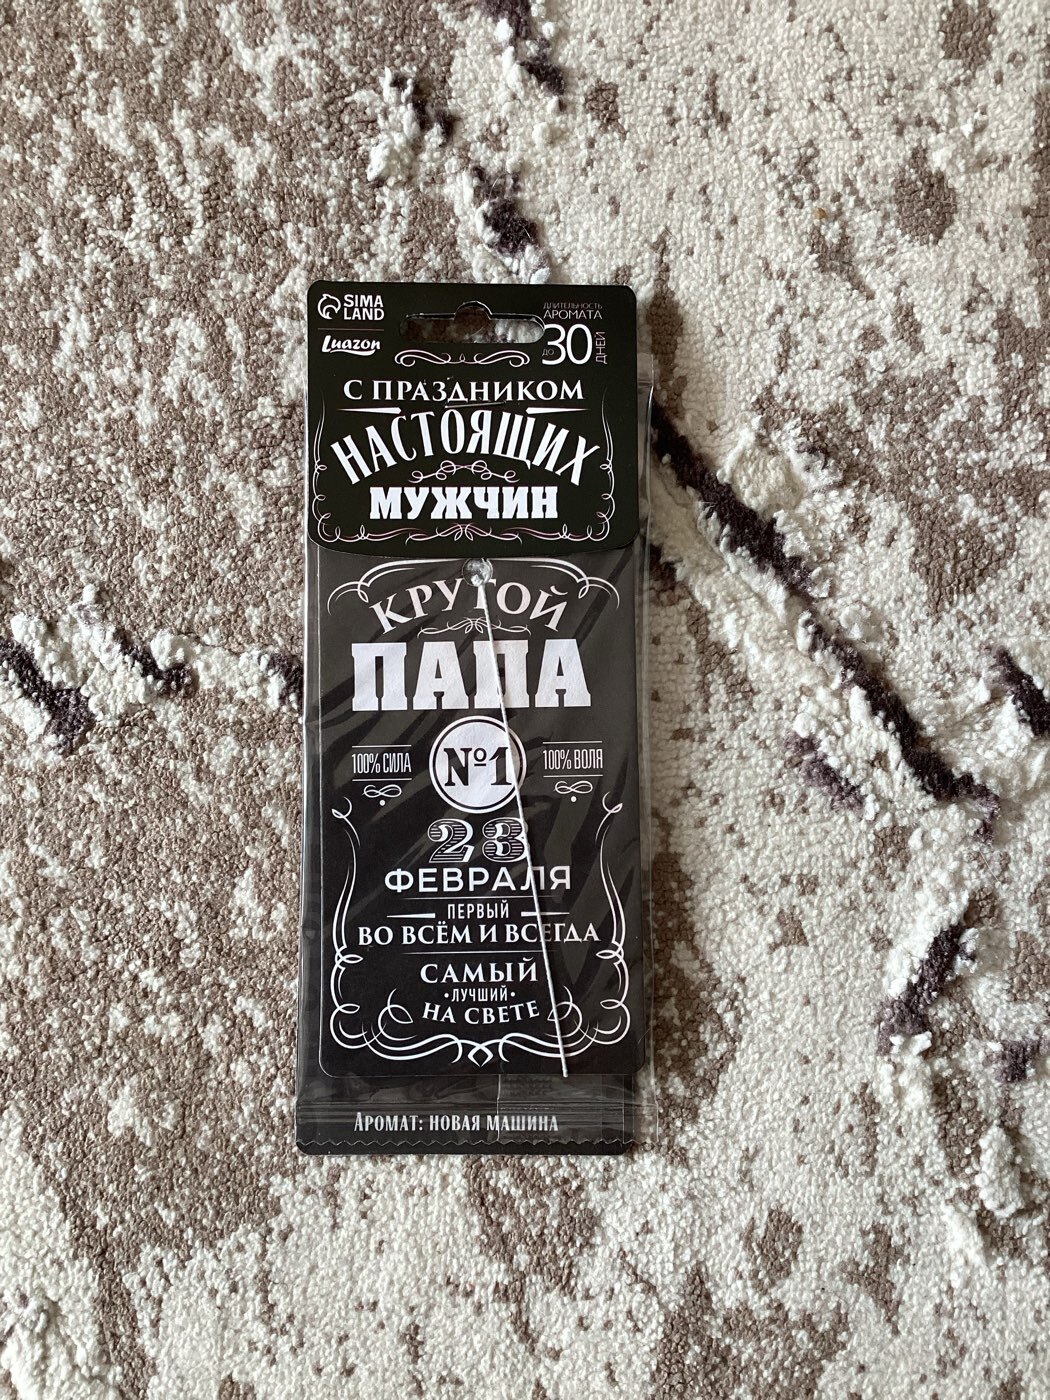 SIMA
LAND
Luazon
ДЛИТЕЛЬНОСТЬ
АРОМАТА
ДО 30 ДНЕЙ
С ПРАЗДНИКОМ
НАСТОЯЩИХ
МУЖЧИН
КРУТОЙ
ПАПА
100% СИЛА
№1
100% ВОЛЯ
23
ФЕВРАЛЯ
ПЕРВЫЙ
ВО ВСЁМ И ВСЕГДА
САМЫЙ
•ЛУЧШИЙ•
НА СВЕТЕ
АРОМАТ: НОВАЯ МАШИНА